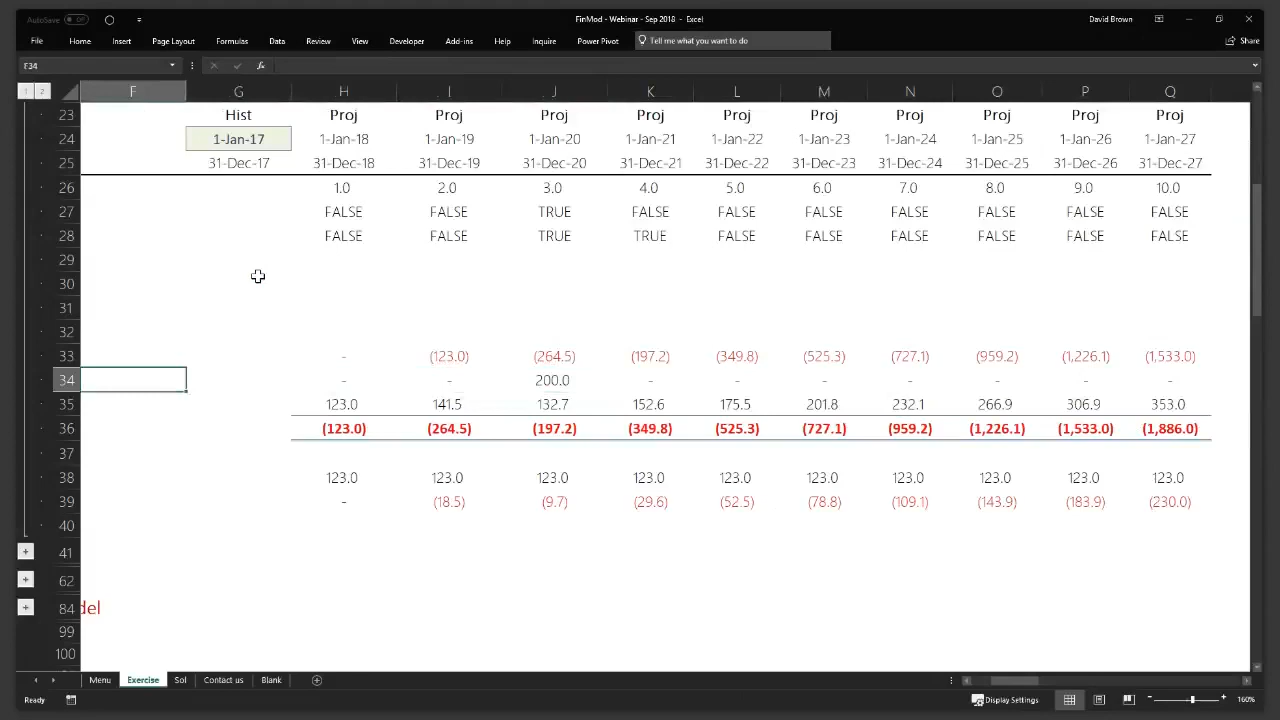 AutoSave Off FinMod - Webinar - Sep 2018 - Excel David Brown
File Home Insert Page Layout Formulas Data Review View Developer Add-ins Help Inquire Power Pivot Tell me what you want to do Share
F34 fx
1 2 F G H I J K L M N O P Q
23 Hist Proj Proj Proj Proj Proj Proj Proj Proj Proj Proj
24 1-Jan-17 1-Jan-18 1-Jan-19 1-Jan-20 1-Jan-21 1-Jan-22 1-Jan-23 1-Jan-24 1-Jan-25 1-Jan-26 1-Jan-27
25 31-Dec-17 31-Dec-18 31-Dec-19 31-Dec-20 31-Dec-21 31-Dec-22 31-Dec-23 31-Dec-24 31-Dec-25 31-Dec-26 31-Dec-27
26 1.0 2.0 3.0 4.0 5.0 6.0 7.0 8.0 9.0 10.0
27 FALSE FALSE TRUE FALSE FALSE FALSE FALSE FALSE FALSE FALSE
28 FALSE FALSE TRUE TRUE FALSE FALSE FALSE FALSE FALSE FALSE
29
30
31
32
33 - (123.0) (264.5) (197.2) (349.8) (525.3) (727.1) (959.2) (1,226.1) (1,533.0)
34 - - 200.0 - - - - - - -
35 123.0 141.5 132.7 152.6 175.5 201.8 232.1 266.9 306.9 353.0
36 (123.0) (264.5) (197.2) (349.8) (525.3) (727.1) (959.2) (1,226.1) (1,533.0) (1,886.0)
37
38 123.0 123.0 123.0 123.0 123.0 123.0 123.0 123.0 123.0 123.0
39 - (18.5) (9.7) (29.6) (52.5) (78.8) (109.1) (143.9) (183.9) (230.0)
40
+ 41
+ 62
+ 84 del
99
100
Menu Exercise Sol Contact us Blank
Ready Display Settings - + 160%